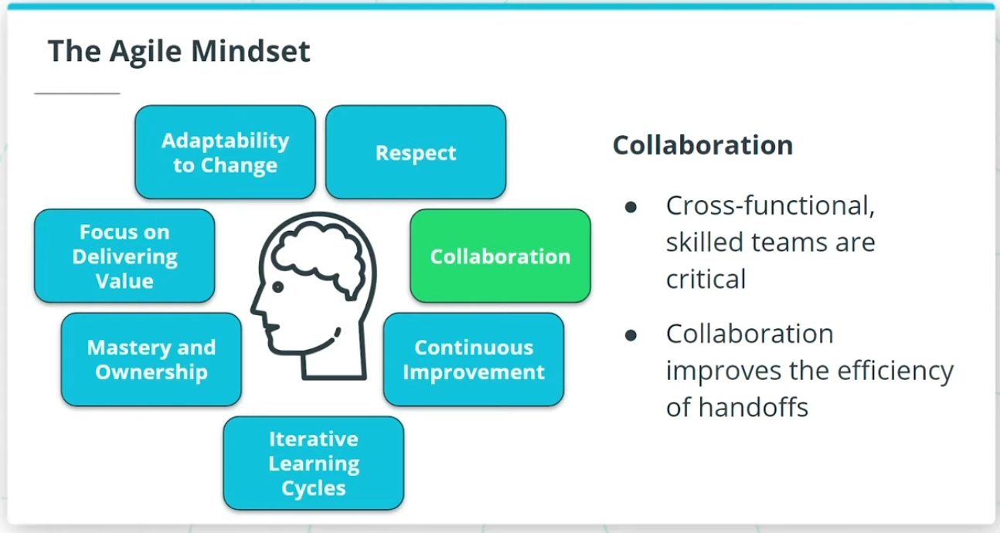 The Agile Mindset
Adaptability
to Change
Respect
Focus on
Delivering
Value
Collaboration
Mastery and
Ownership
Continuous
Improvement
Iterative
Learning
Cycles
Collaboration
● Cross-functional,
skilled teams are
critical
● Collaboration
improves the efficiency
of handoffs